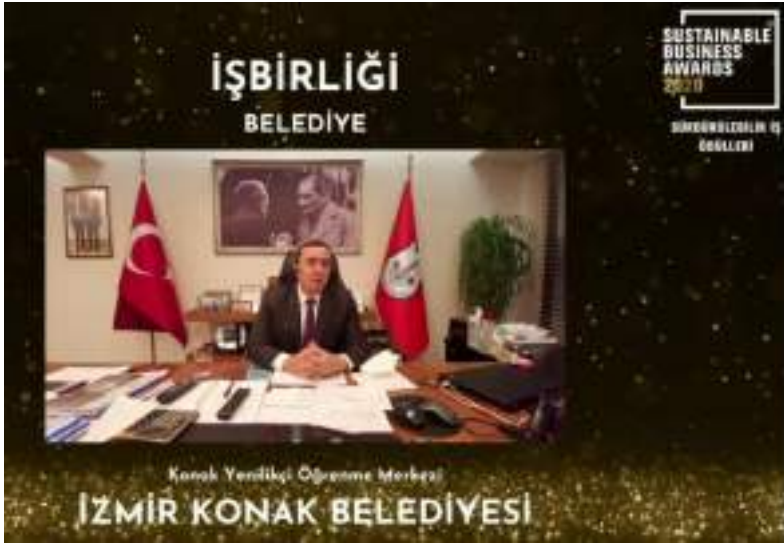 İŞBİRLİĞİ
BELEDİYE
SUSTAINABLE
BUSINESS
AWARDS
2020
SÜRDÜRÜLEBİLİR İŞ
ÖDÜLLERİ
Konak Yenilikçi Öğrenme Merkezi
İZMİR KONAK BELEDİYESİ